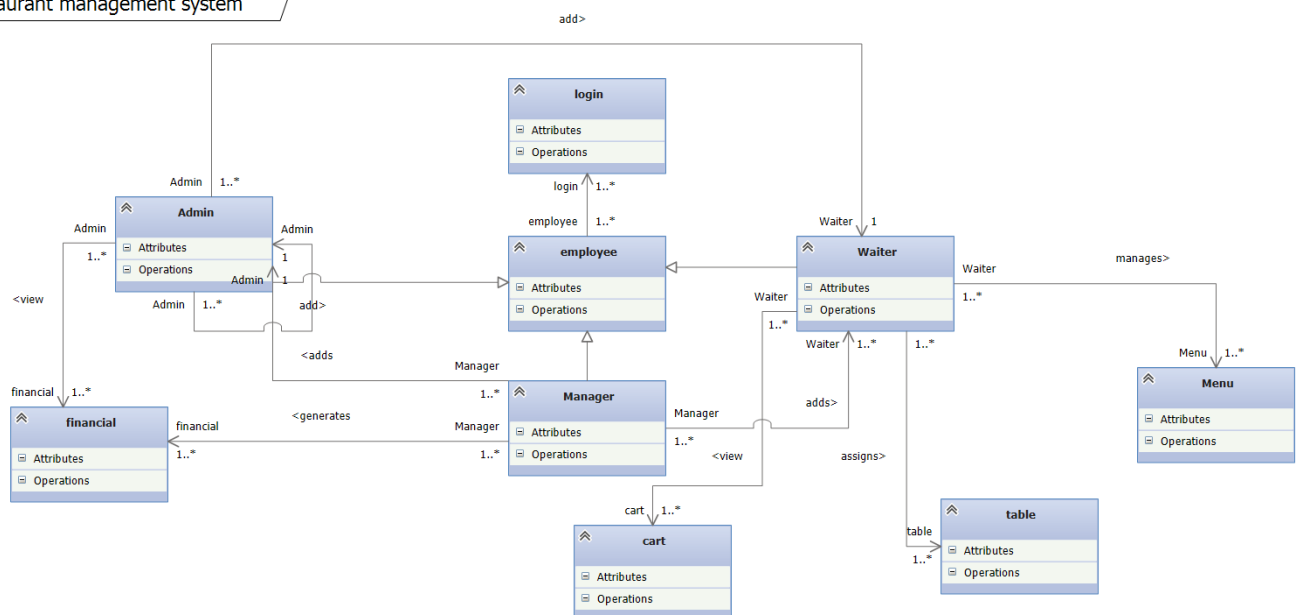 aurant management system
add>
login
Attributes
Operations
login 1..*
employee 1..*
employee
Attributes
Operations
Admin 1..*
Admin
Attributes
Operations
Admin
1..*
<view
financial 1..*
Admin
1
Admin 1
Admin 1..*
add>
<adds
Manager
1..*
Waiter 1
Waiter
Attributes
Operations
Waiter
1..*
manages>
Menu 1..*
Menu
Attributes
Operations
Waiter
1..*
<view
cart 1..*
cart
Attributes
Operations
Waiter 1..*
adds>
Manager
1..*
1..*
assigns>
table
1..*
table
Attributes
Operations
Manager
Attributes
Operations
Manager
1..*
<generates
financial
1..*
financial
Attributes
Operations